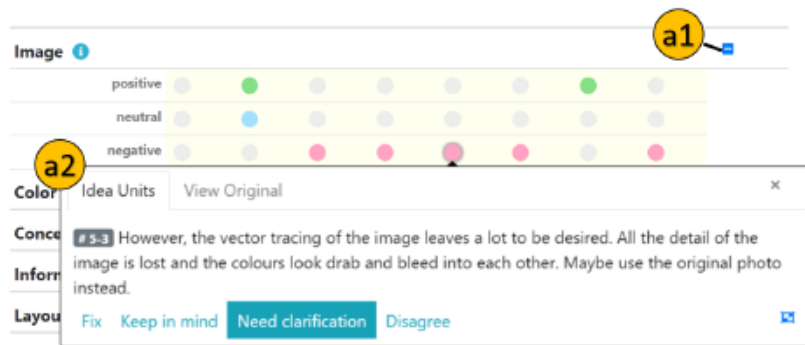 a1
Image i
positive
neutral
negative
a2
Color
Idea Units View Original ×
Conce
# 5-3 However, the vector tracing of the image leaves a lot to be desired. All the detail of the
image is lost and the colours look drab and bleed into each other. Maybe use the original photo
Inform
instead.
Layou
Fix Keep in mind Need clarification Disagree